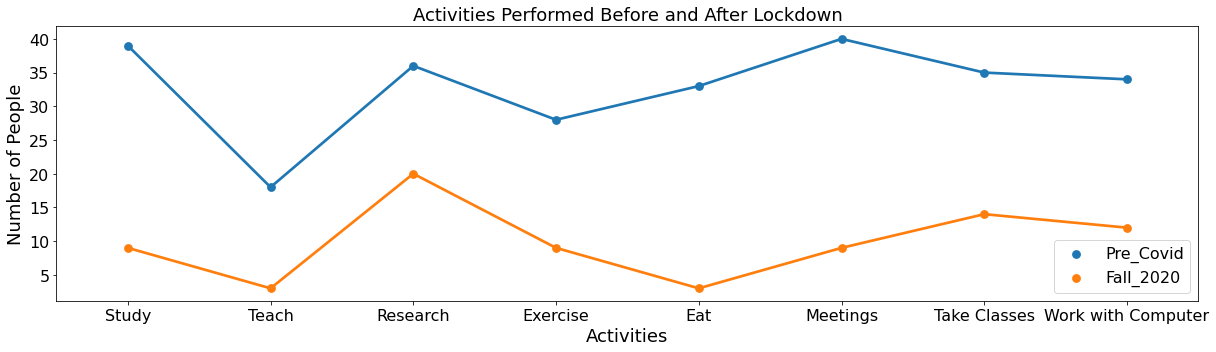 Activities Performed Before and After Lockdown
Number of People
40
35
30
25
20
15
10
5
Pre_Covid
Fall_2020
Study Teach Research Exercise Eat Meetings Take Classes Work with Computer
Activities